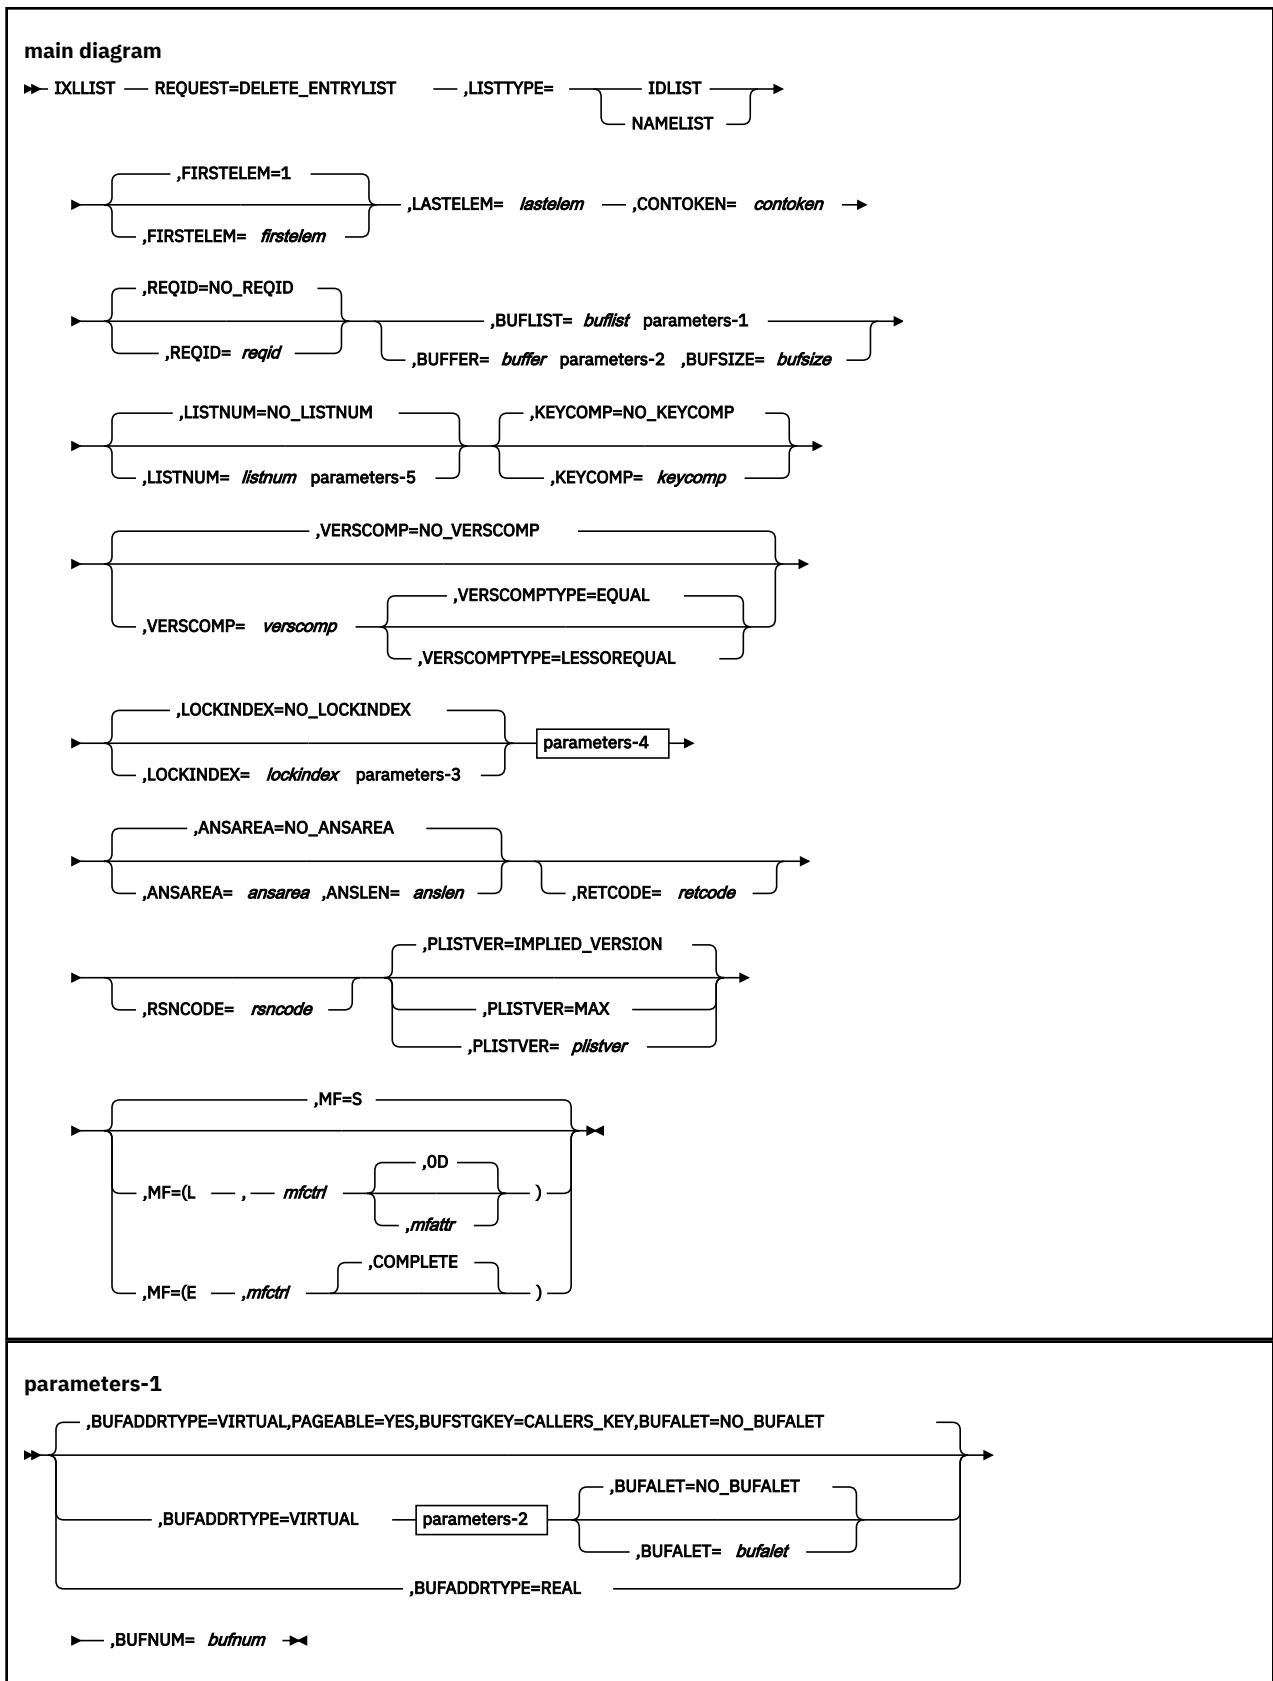 main diagram
IXLLIST REQUEST=DELETE_ENTRYLIST ,LISTTYPE= IDLIST
NAMELIST
,FIRSTELEM=1
,LASTELEM= lastelem ,CONTOKEN= contoken
,FIRSTELEM= firstelem
,REQID=NO_REQID
,BUFLIST= buflist parameters-1
,REQID= reqid
,BUFFER= buffer parameters-2 ,BUFSIZE= bufsize
,LISTNUM=NO_LISTNUM ,KEYCOMP=NO_KEYCOMP
,LISTNUM= listnum parameters-5 ,KEYCOMP= keycomp
,VERSCOMP=NO_VERSCOMP
,VERSCOMPTYPE=EQUAL
,VERSCOMP= verscomp
,VERSCOMPTYPE=LESSOREQUAL
,LOCKINDEX=NO_LOCKINDEX
parameters-4
,LOCKINDEX= lockindex parameters-3
,ANSAREA=NO_ANSAREA
,ANSAREA= ansarea ,ANSLEN= anslen ,RETCODE= retcode
,PLISTVER=IMPLIED_VERSION
,RSNCODE= rsncode ,PLISTVER=MAX
,PLISTVER= plistver
,MF=S
,0D
,MF=(L , mfctrl )
,mfattr
,COMPLETE
,MF=(E ,mfctrl )
parameters-1
,BUFADDRTYPE=VIRTUAL,PAGEABLE=YES,BUFSTGKEY=CALLERS_KEY,BUFALET=NO_BUFALET
,BUFALET=NO_BUFALET
,BUFADDRTYPE=VIRTUAL parameters-2
,BUFALET= bufalet
,BUFADDRTYPE=REAL
,BUFNUM= bufnum